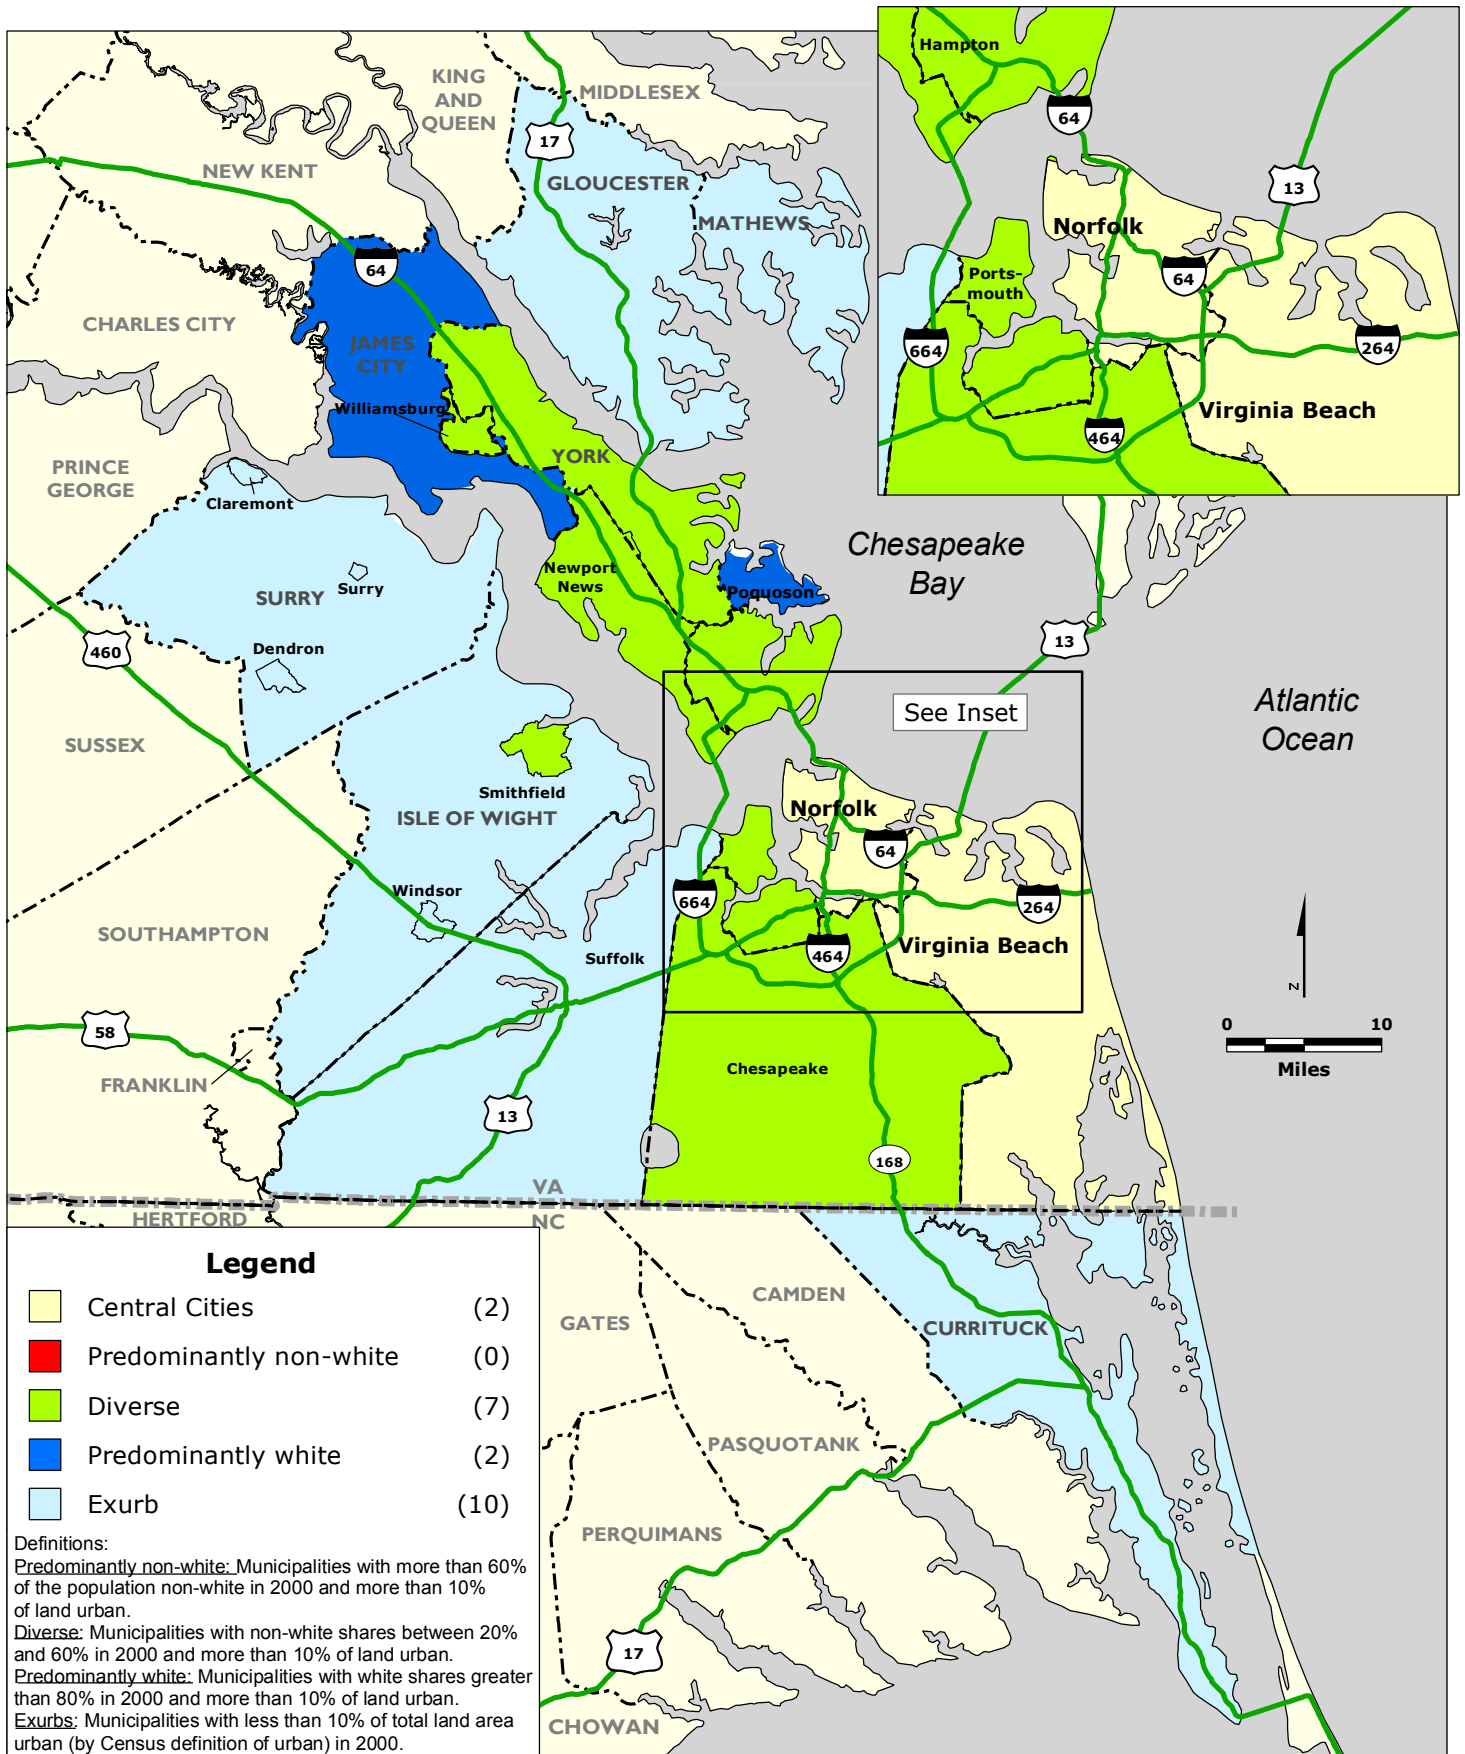 Hampton
64
13
Norfolk
64
Ports-
mouth
664
264
Virginia Beach
464
KING
AND
QUEEN
MIDDLESEX
17
NEW KENT
GLOUCESTER
MATHEWS
64
CHARLES CITY
JAMES
CITY
Williamsburg
YORK
PRINCE
GEORGE
Claremont
Chesapeake
Bay
Newport
News
Surry
SURRY
Poquoson
460
13
Dendron
See Inset
Atlantic
Ocean
SUSSEX
Smithfield
Norfolk
ISLE OF WIGHT
64
Windsor
664
264
SOUTHAMPTON
Virginia Beach
464
Suffolk
N
58
0 10
Miles
FRANKLIN
Chesapeake
13
168
VA
NC
HERTFORD
CAMDEN
GATES
CURRITUCK
PASQUOTANK
PERQUIMANS
17
CHOWAN
Legend
Central Cities (2)
Predominantly non-white (0)
Diverse (7)
Predominantly white (2)
Exurb (10)
Definitions:
Predominantly non-white: Municipalities with more than 60%
of the population non-white in 2000 and more than 10%
of land urban.
Diverse: Municipalities with non-white shares between 20%
and 60% in 2000 and more than 10% of land urban.
Predominantly white: Municipalities with white shares greater
than 80% in 2000 and more than 10% of land urban.
Exurbs: Municipalities with less than 10% of total land area
urban (by Census definition of urban) in 2000.